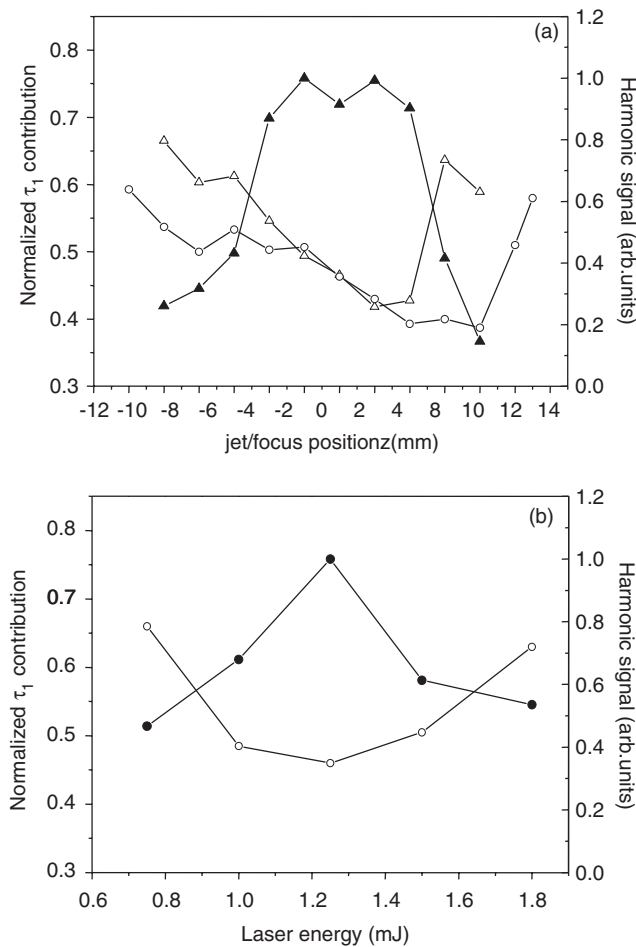 (a)
0.8
0.7
0.6
0.5
0.4
0.3
Normalized τ1 contribution
1.2
1.0
0.8
0.6
0.4
0.2
0.0
Harmonic signal (arb.units)
-12 -10 -8 -6 -4 -2 0 2 4 6 8 10 12 14
jet/focus positionz(mm)
(b)
0.8
0.7
0.6
0.5
0.4
0.3
Normalized τ1 contribution
1.2
1.0
0.8
0.6
0.4
0.2
0.0
Harmonic signal (arb.units)
0.6 0.8 1.0 1.2 1.4 1.6 1.8
Laser energy (mJ)